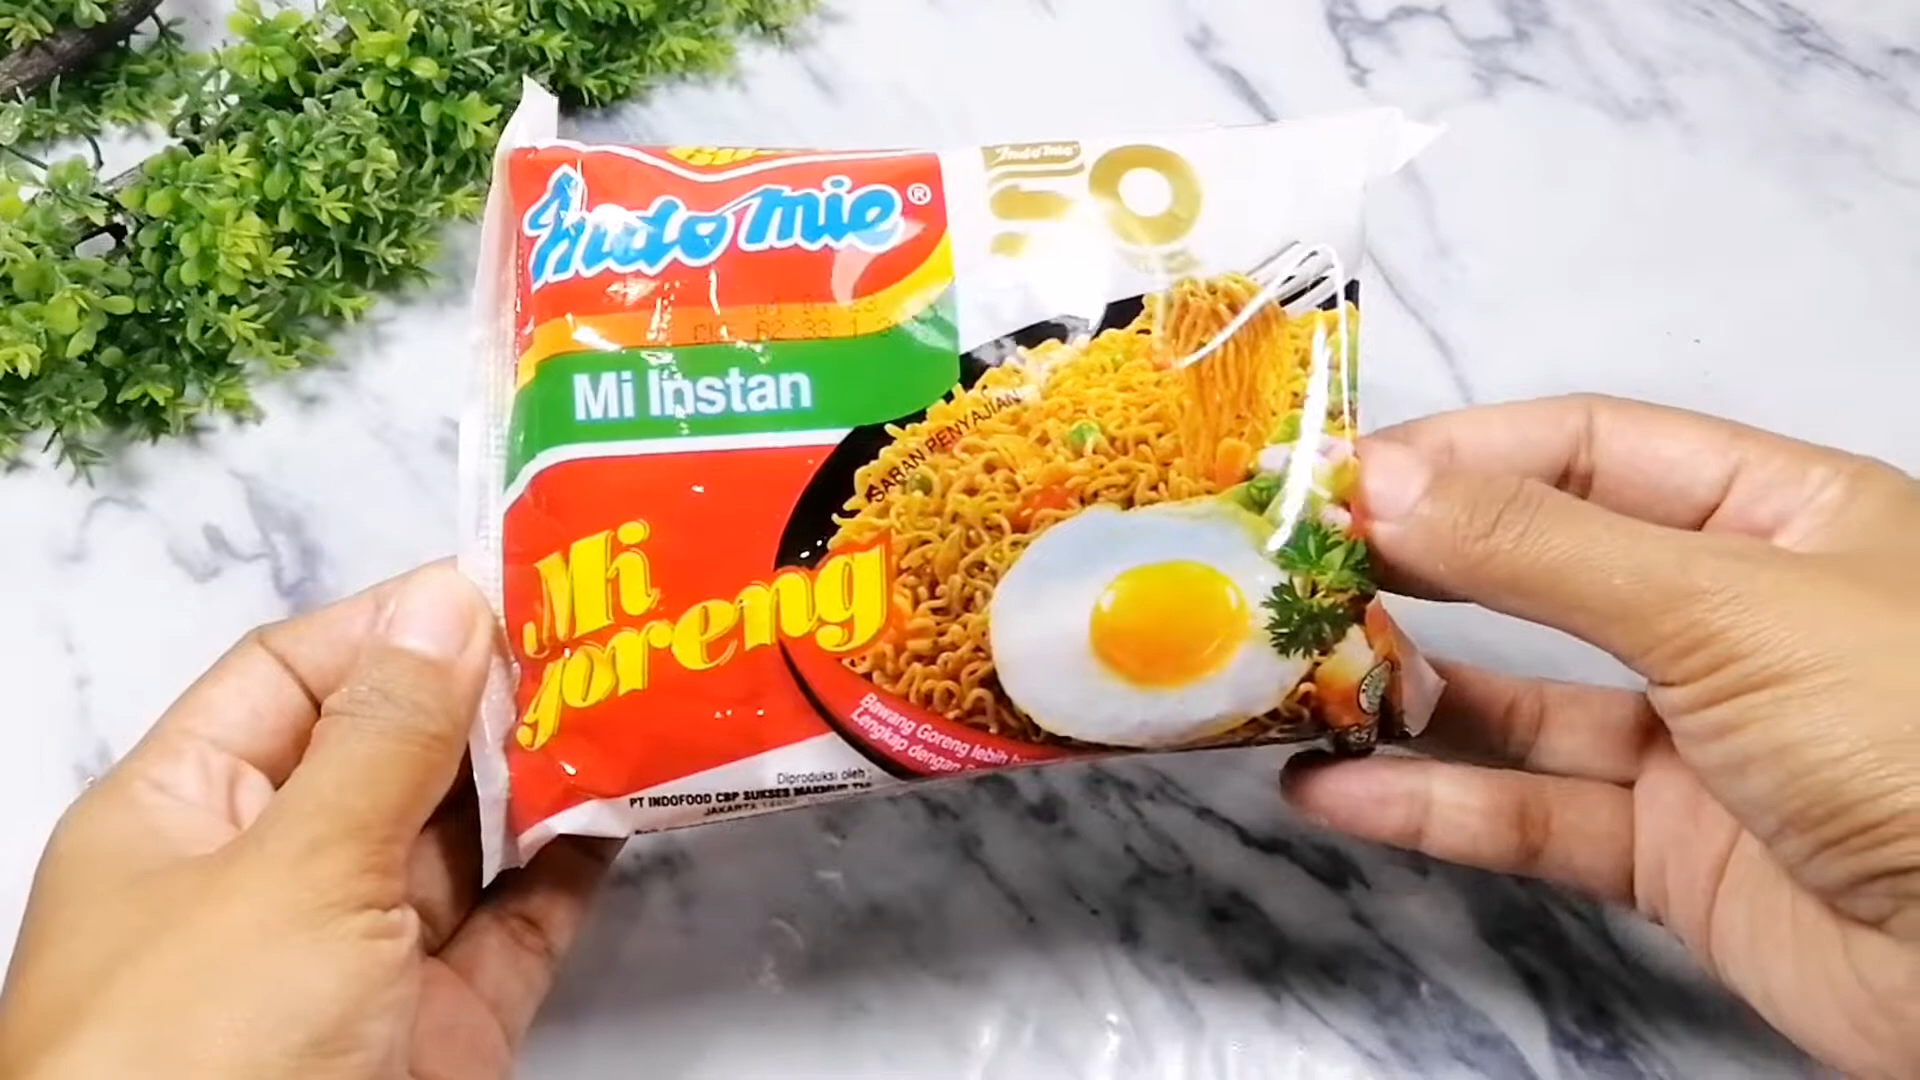 Indomie®
Indomie
Mi Instan
SARAN PENYAJIAN
Mi
goreng
Bawang Goreng lebih
Lengkap dengan
Diproduksi oleh :
PT INDOFOOD CBP SUKSES MAKMUR
JAKARTA